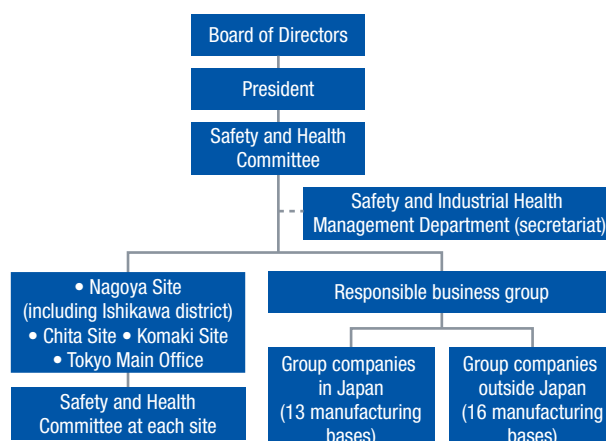 Board of Directors
President
Safety and Health
Committee
Safety and Industrial Health
Management Department (secretariat)
• Nagoya Site
(including Ishikawa district)
• Chita Site • Komaki Site
• Tokyo Main Office
Safety and Health
Committee at each site
Responsible business group
Group companies
in Japan
(13 manufacturing
bases)
Group companies
outside Japan
(16 manufacturing
bases)